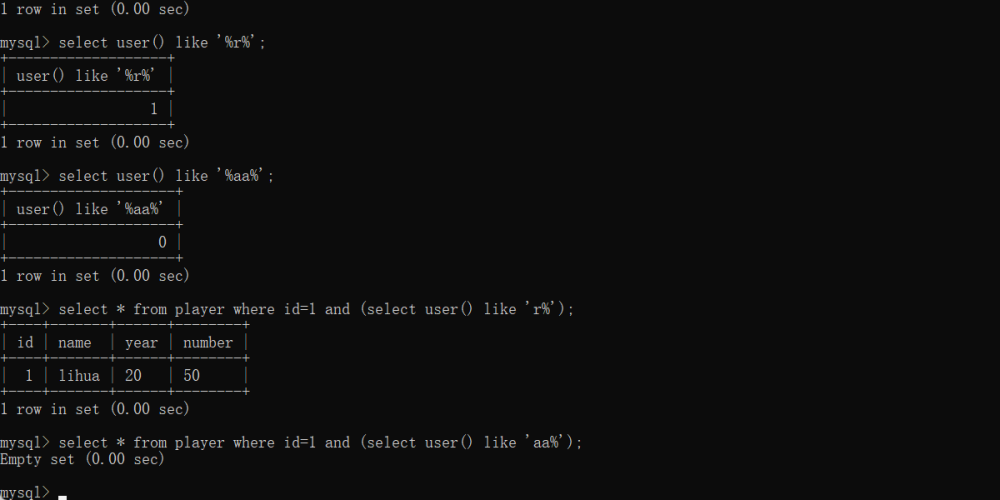 1 row in set (0.00 sec)
mysql> select user() like '%r%';
+-------------------+
| user() like '%r%' |
+-------------------+
|                 1 |
+-------------------+
1 row in set (0.00 sec)
mysql> select user() like '%aa%';
+--------------------+
| user() like '%aa%' |
+--------------------+
|                  0 |
+--------------------+
1 row in set (0.00 sec)
mysql> select * from player where id=1 and (select user() like 'r%');
+----+-------+------+--------+
| id | name  | year | number |
+----+-------+------+--------+
|  1 | lihua | 20   | 50     |
+----+-------+------+--------+
1 row in set (0.00 sec)
mysql> select * from player where id=1 and (select user() like 'aa%');
Empty set (0.00 sec)
mysql>